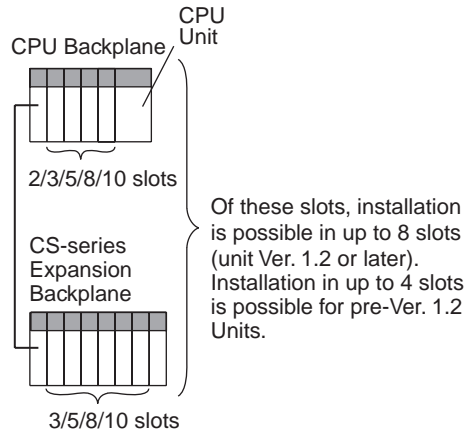 CPU
Unit
CPU Backplane
2/3/5/8/10 slots
Of these slots, installation
is possible in up to 8 slots
(unit Ver. 1.2 or later).
Installation in up to 4 slots
is possible for pre-Ver. 1.2
Units.
CS-series
Expansion
Backplane
3/5/8/10 slots